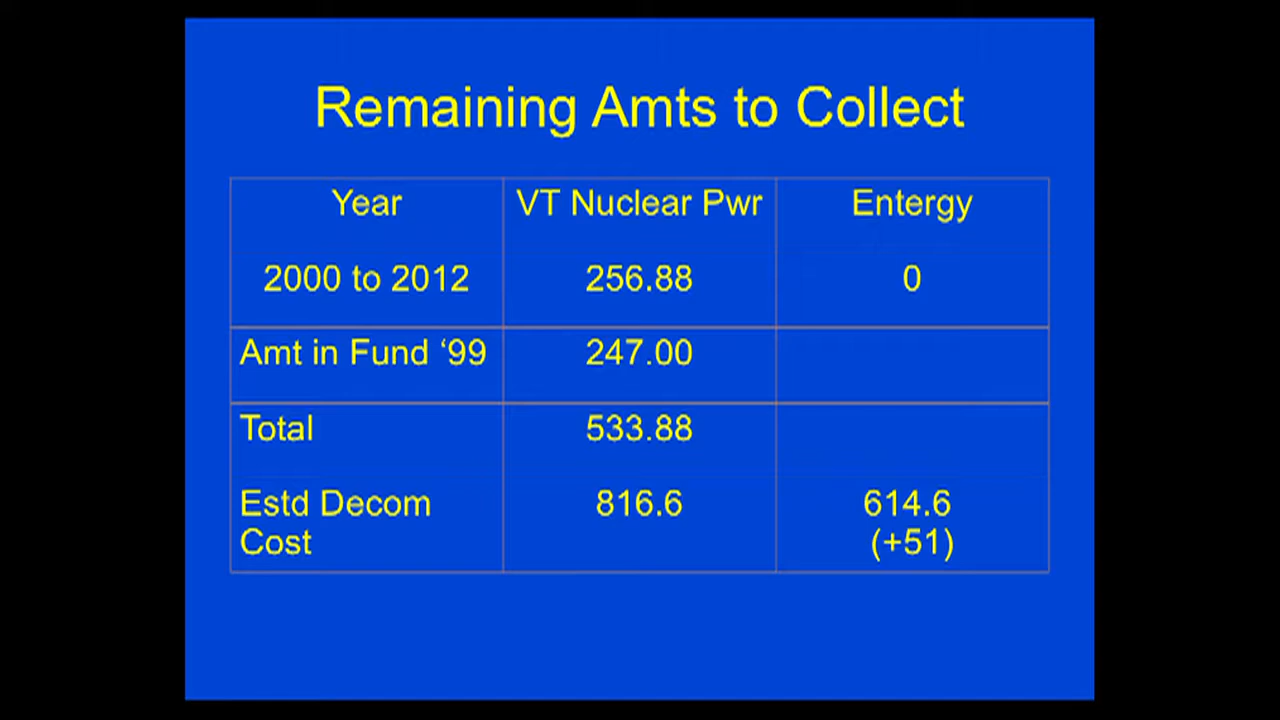 Remaining Amts to Collect
Year VT Nuclear Pwr Entergy
2000 to 2012 256.88 0
Amt in Fund ‘99 247.00
Total 533.88
Estd Decom 816.6 614.6
Cost (+51)